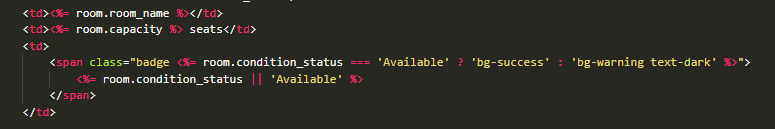 <td><%= room.room_name %></td>
<td><%= room.capacity %> seats</td>
<td>
<span class="badge <%= room.condition_status === 'Available' ? 'bg-success' : 'bg-warning text-dark' %>">
<%= room.condition_status || 'Available' %>
</span>
</td>